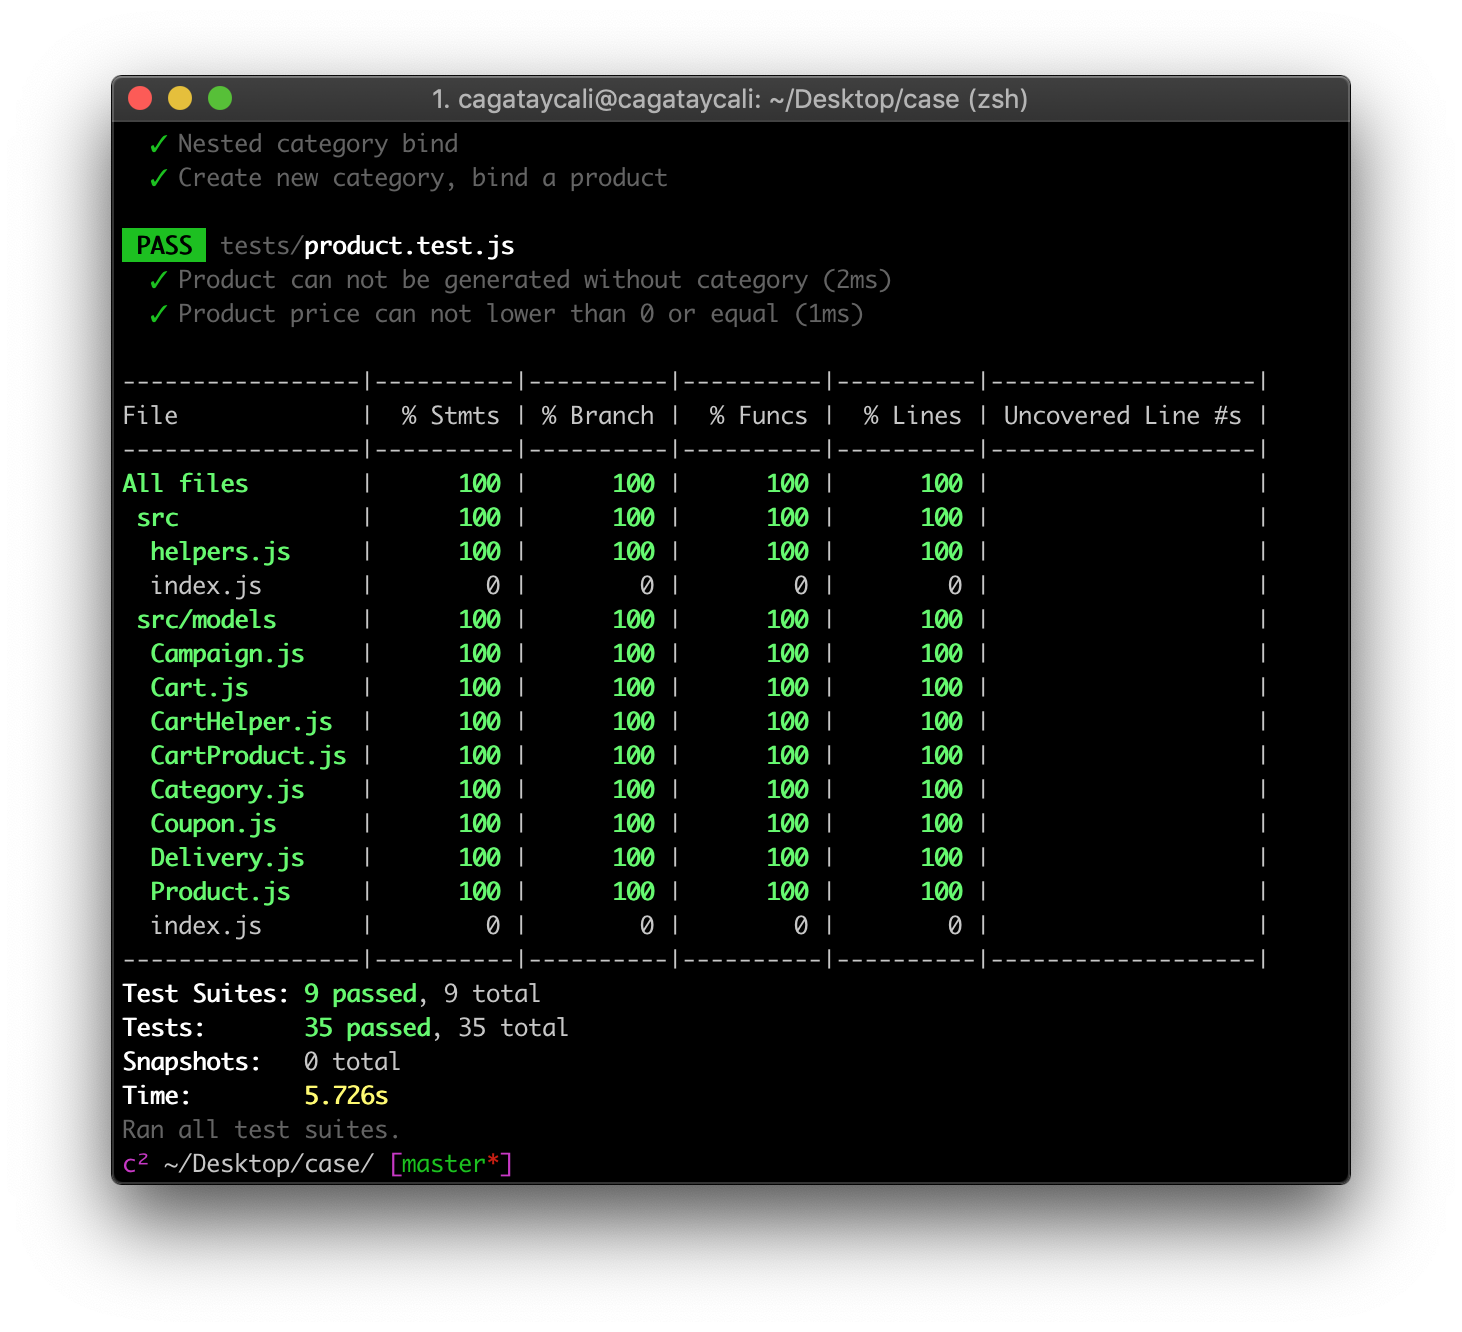 1. cagataycali@cagataycali: ~/Desktop/case (zsh)
✓ Nested category bind
✓ Create new category, bind a product
PASS tests/product.test.js
✓ Product can not be generated without category (2ms)
✓ Product price can not lower than 0 or equal (1ms)
-----------------|----------|----------|----------|----------|-------------------|
File             |  % Stmts | % Branch |  % Funcs |  % Lines | Uncovered Line #s |
-----------------|----------|----------|----------|----------|-------------------|
All files        |      100 |      100 |      100 |      100 |                   |
 src             |      100 |      100 |      100 |      100 |                   |
  helpers.js     |      100 |      100 |      100 |      100 |                   |
  index.js       |        0 |        0 |        0 |        0 |                   |
 src/models      |      100 |      100 |      100 |      100 |                   |
  Campaign.js    |      100 |      100 |      100 |      100 |                   |
  Cart.js        |      100 |      100 |      100 |      100 |                   |
  CartHelper.js  |      100 |      100 |      100 |      100 |                   |
  CartProduct.js |      100 |      100 |      100 |      100 |                   |
  Category.js    |      100 |      100 |      100 |      100 |                   |
  Coupon.js      |      100 |      100 |      100 |      100 |                   |
  Delivery.js    |      100 |      100 |      100 |      100 |                   |
  Product.js     |      100 |      100 |      100 |      100 |                   |
  index.js       |        0 |        0 |        0 |        0 |                   |
-----------------|----------|----------|----------|----------|-------------------|
Test Suites: 9 passed, 9 total
Tests:       35 passed, 35 total
Snapshots:   0 total
Time:        5.726s
Ran all test suites.
c² ~/Desktop/case/ [master*]